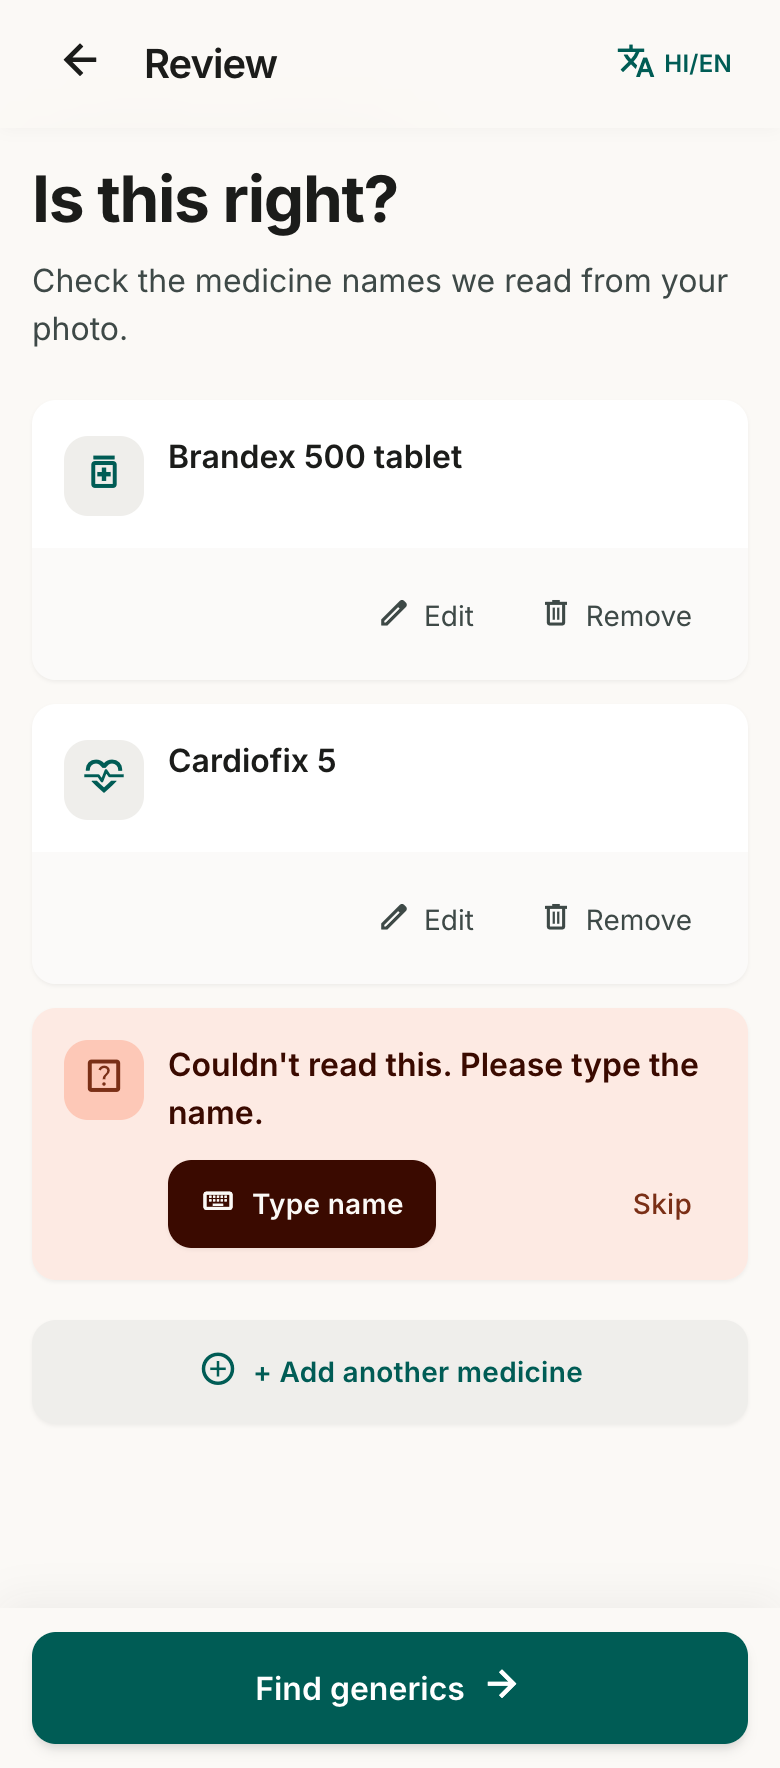 Review
HI/EN
Is this right?
Check the medicine names we read from your
photo.
Brandex 500 tablet
Edit
Remove
Cardiofix 5
Edit
Remove
Couldn't read this. Please type the
name.
Type name
Skip
+ Add another medicine
Find generics